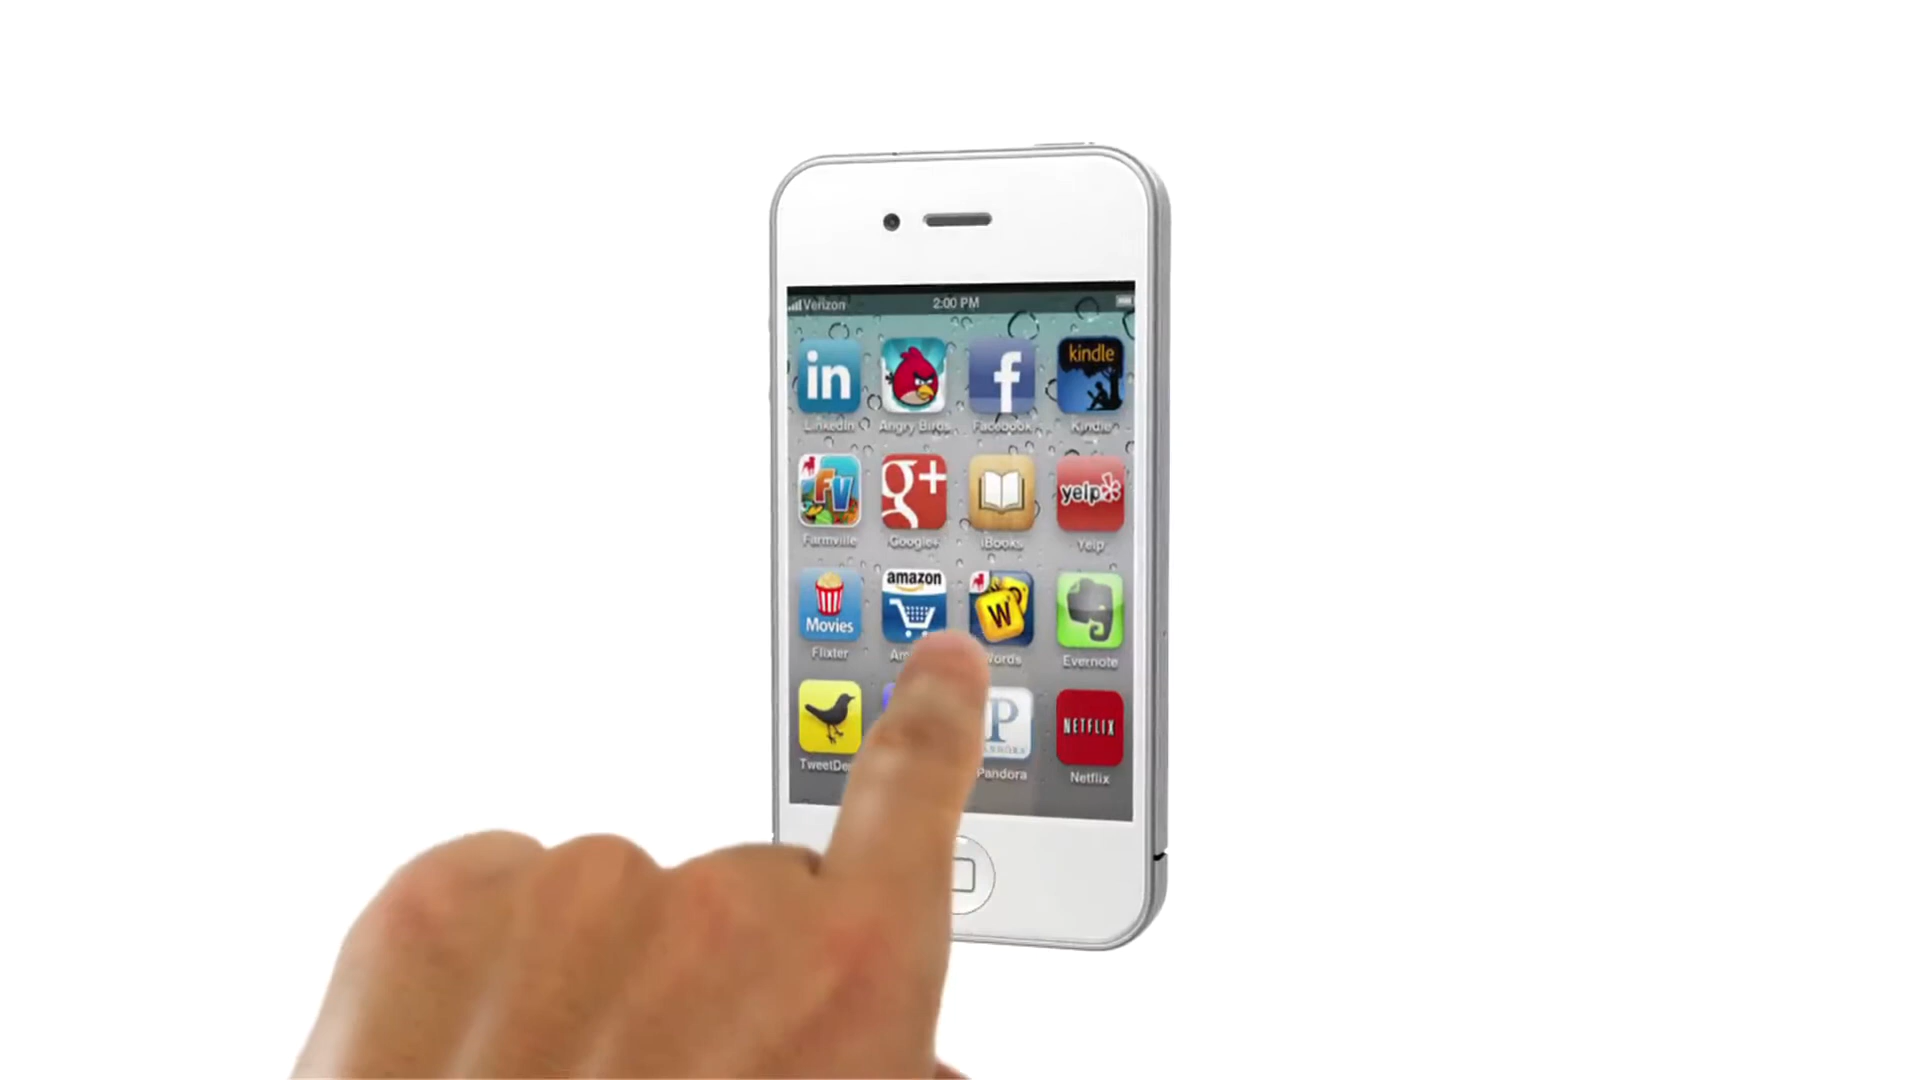 Verizon 2:00 PM
in f kindle
LinkedIn Angry Birds Facebook Kindle
FV g+ yelp
Farmville Google+ iBooks Yelp
Movies amazon W
Flixter Words Evernote
P NETFLIX
Pandora Netflix